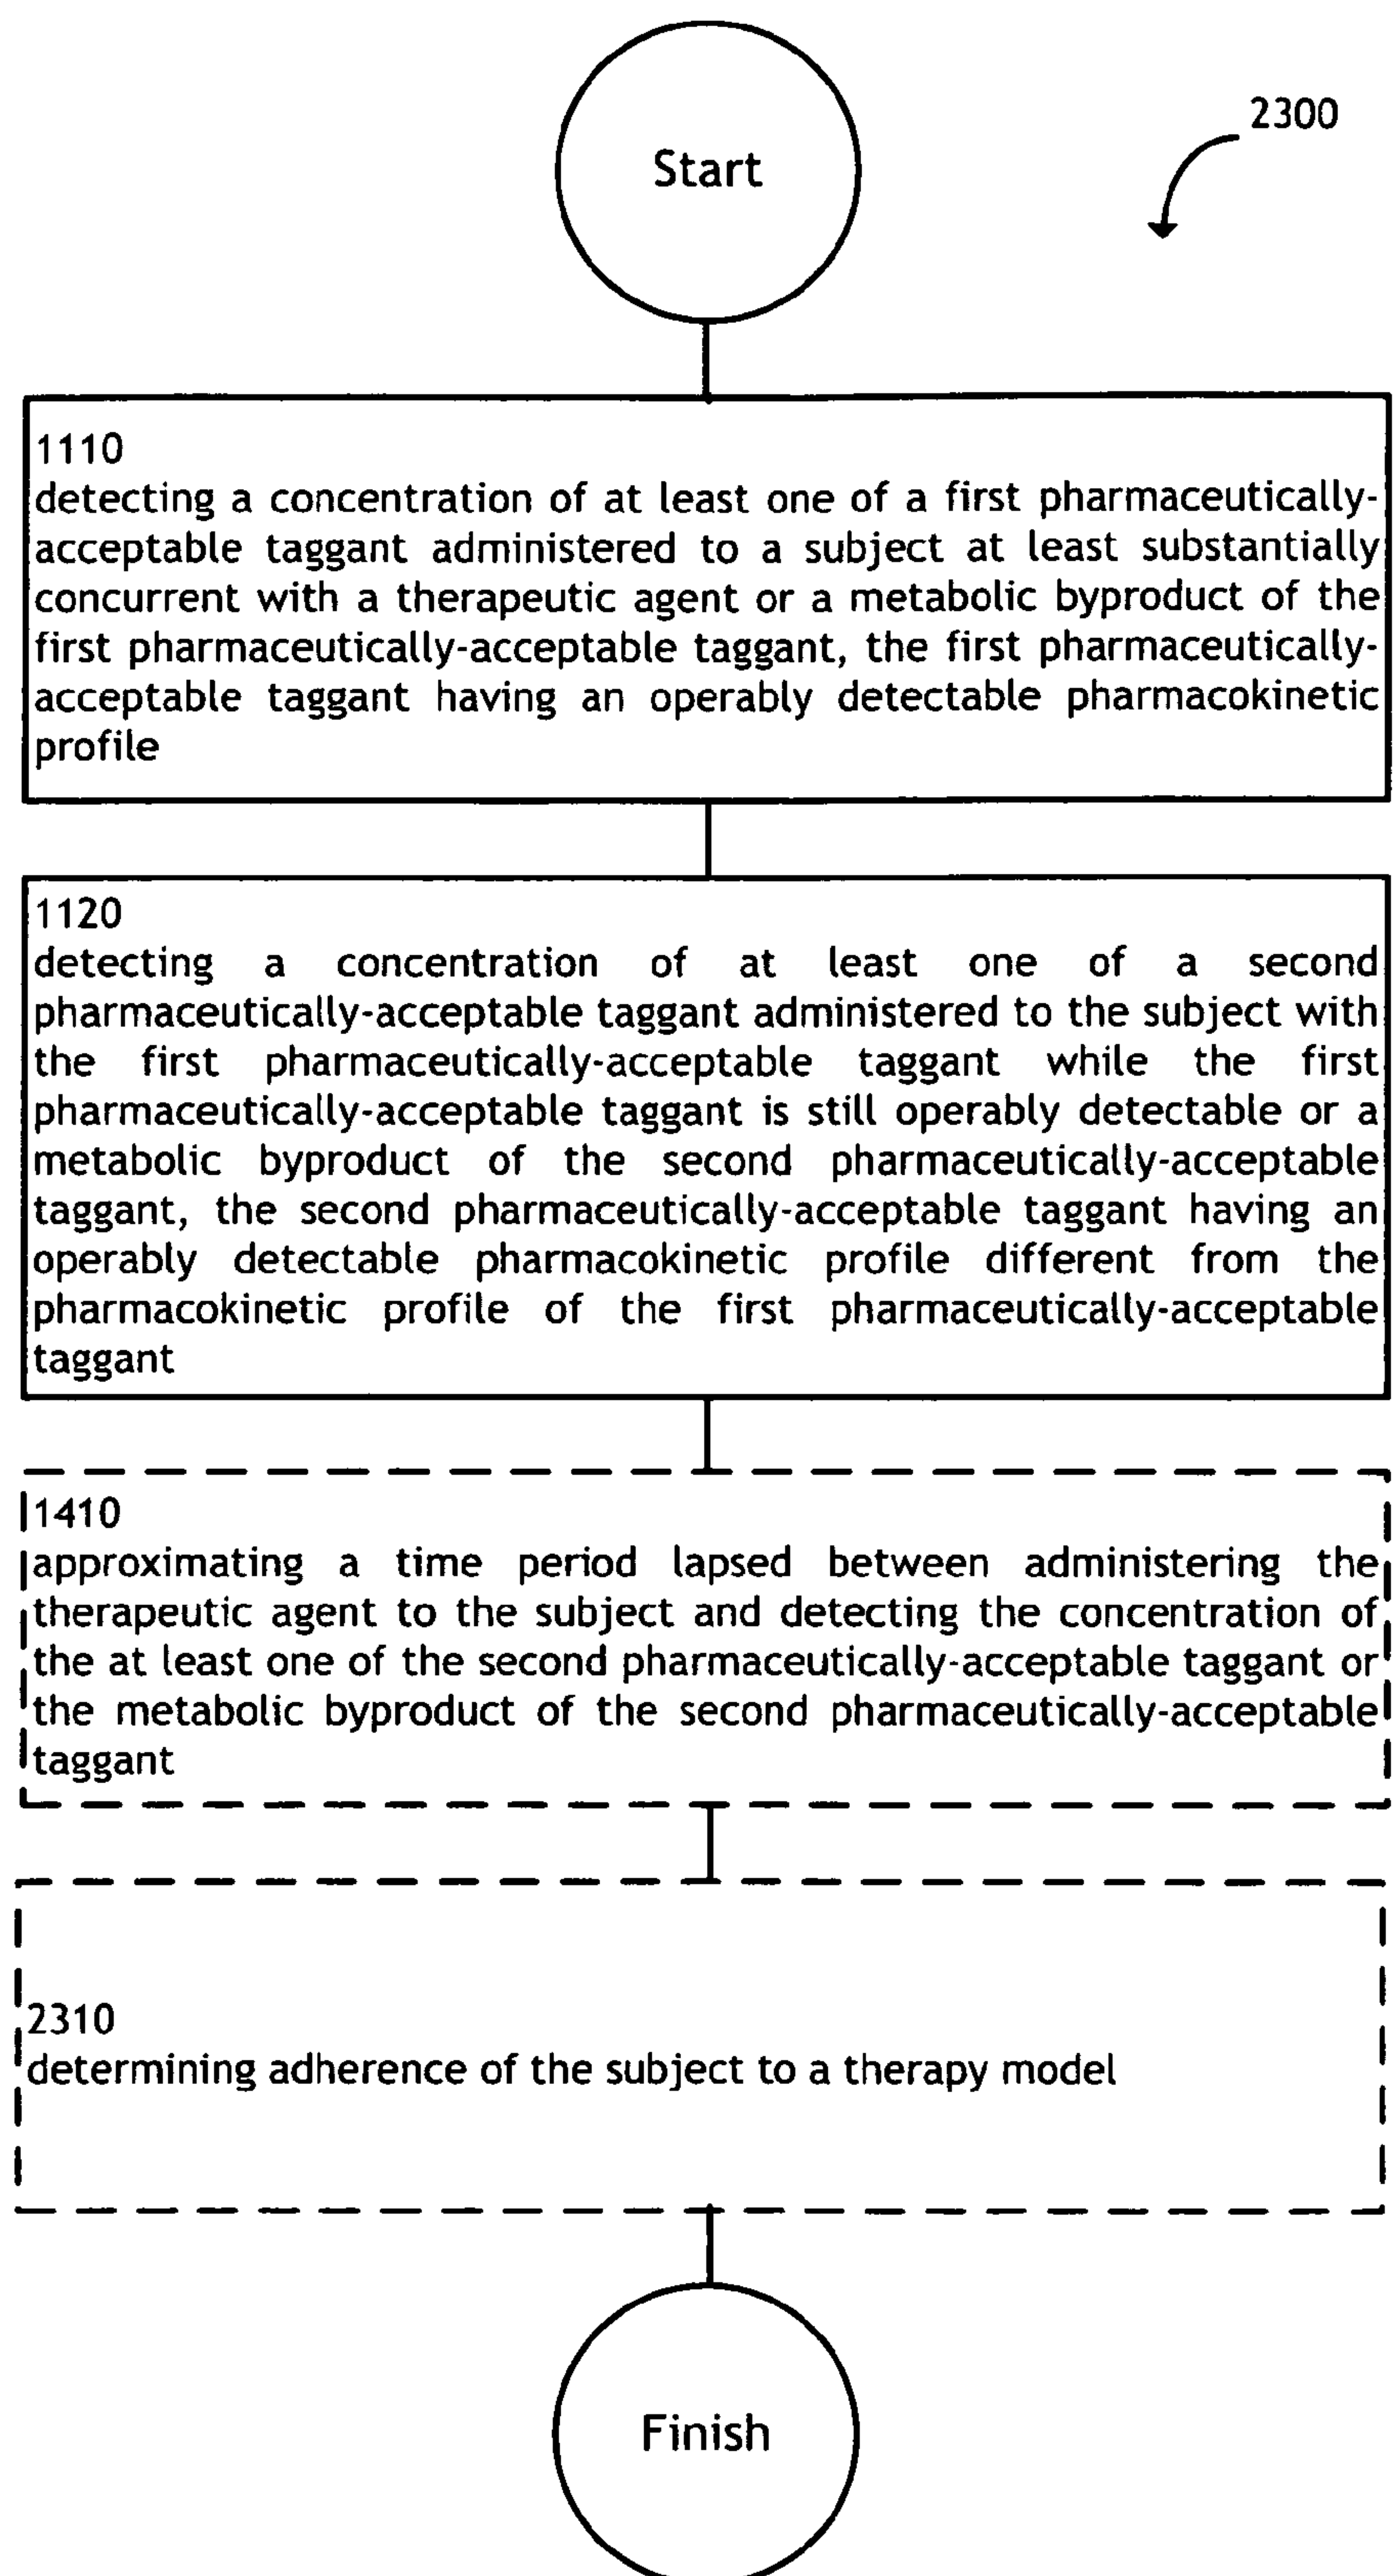 Start
2300
1110
detecting a concentration of at least one of a first pharmaceutically-
acceptable taggant administered to a subject at least substantially
concurrent with a therapeutic agent or a metabolic byproduct of the
first pharmaceutically-acceptable taggant, the first pharmaceutically-
acceptable taggant having an operably detectable pharmacokinetic
profile
1120
detecting a concentration of at least one of a second
pharmaceutically-acceptable taggant administered to the subject with
the first pharmaceutically-acceptable taggant while the first
pharmaceutically-acceptable taggant is still operably detectable or a
metabolic byproduct of the second pharmaceutically-acceptable
taggant, the second pharmaceutically-acceptable taggant having an
operably detectable pharmacokinetic profile different from the
pharmacokinetic profile of the first pharmaceutically-acceptable
taggant
1410
approximating a time period lapsed between administering the
therapeutic agent to the subject and detecting the concentration of
the at least one of the second pharmaceutically-acceptable taggant or
the metabolic byproduct of the second pharmaceutically-acceptable
taggant
2310
determining adherence of the subject to a therapy model
Finish